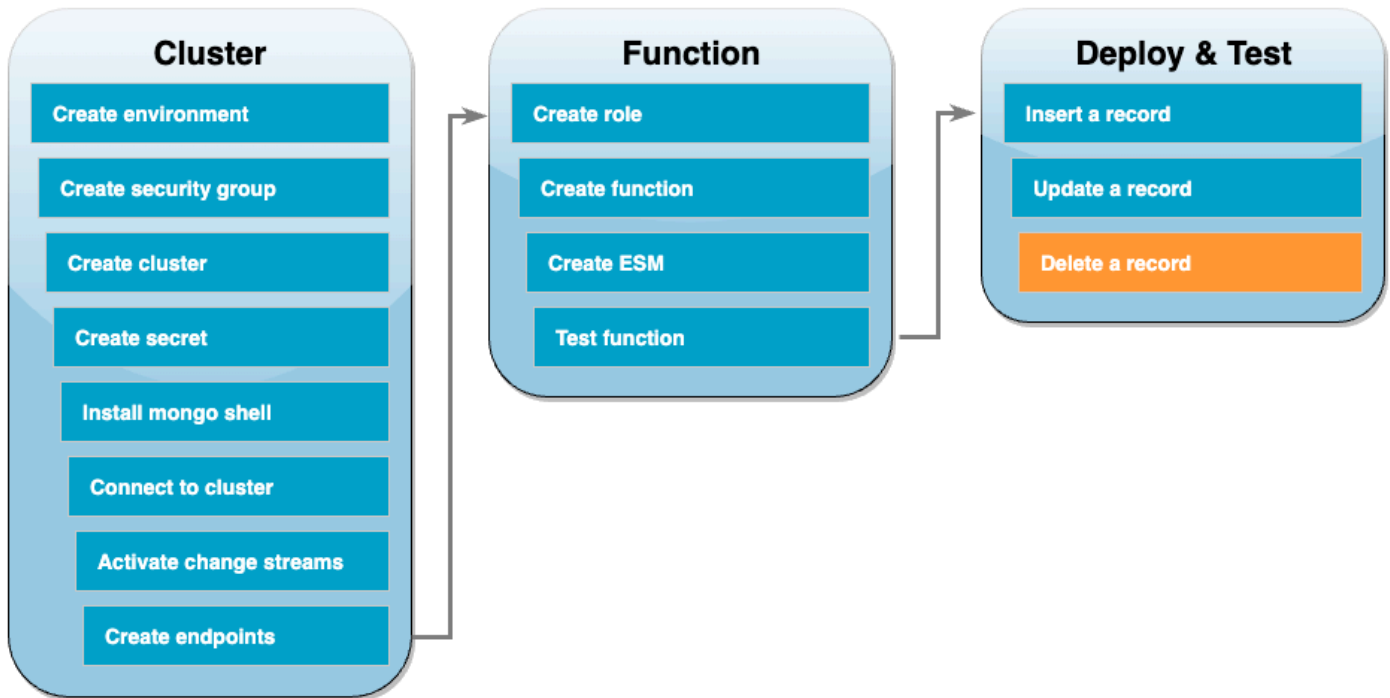 Cluster
Create environment
Create security group
Create cluster
Create secret
Install mongo shell
Connect to cluster
Activate change streams
Create endpoints
Function
Create role
Create function
Create ESM
Test function
Deploy & Test
Insert a record
Update a record
Delete a record